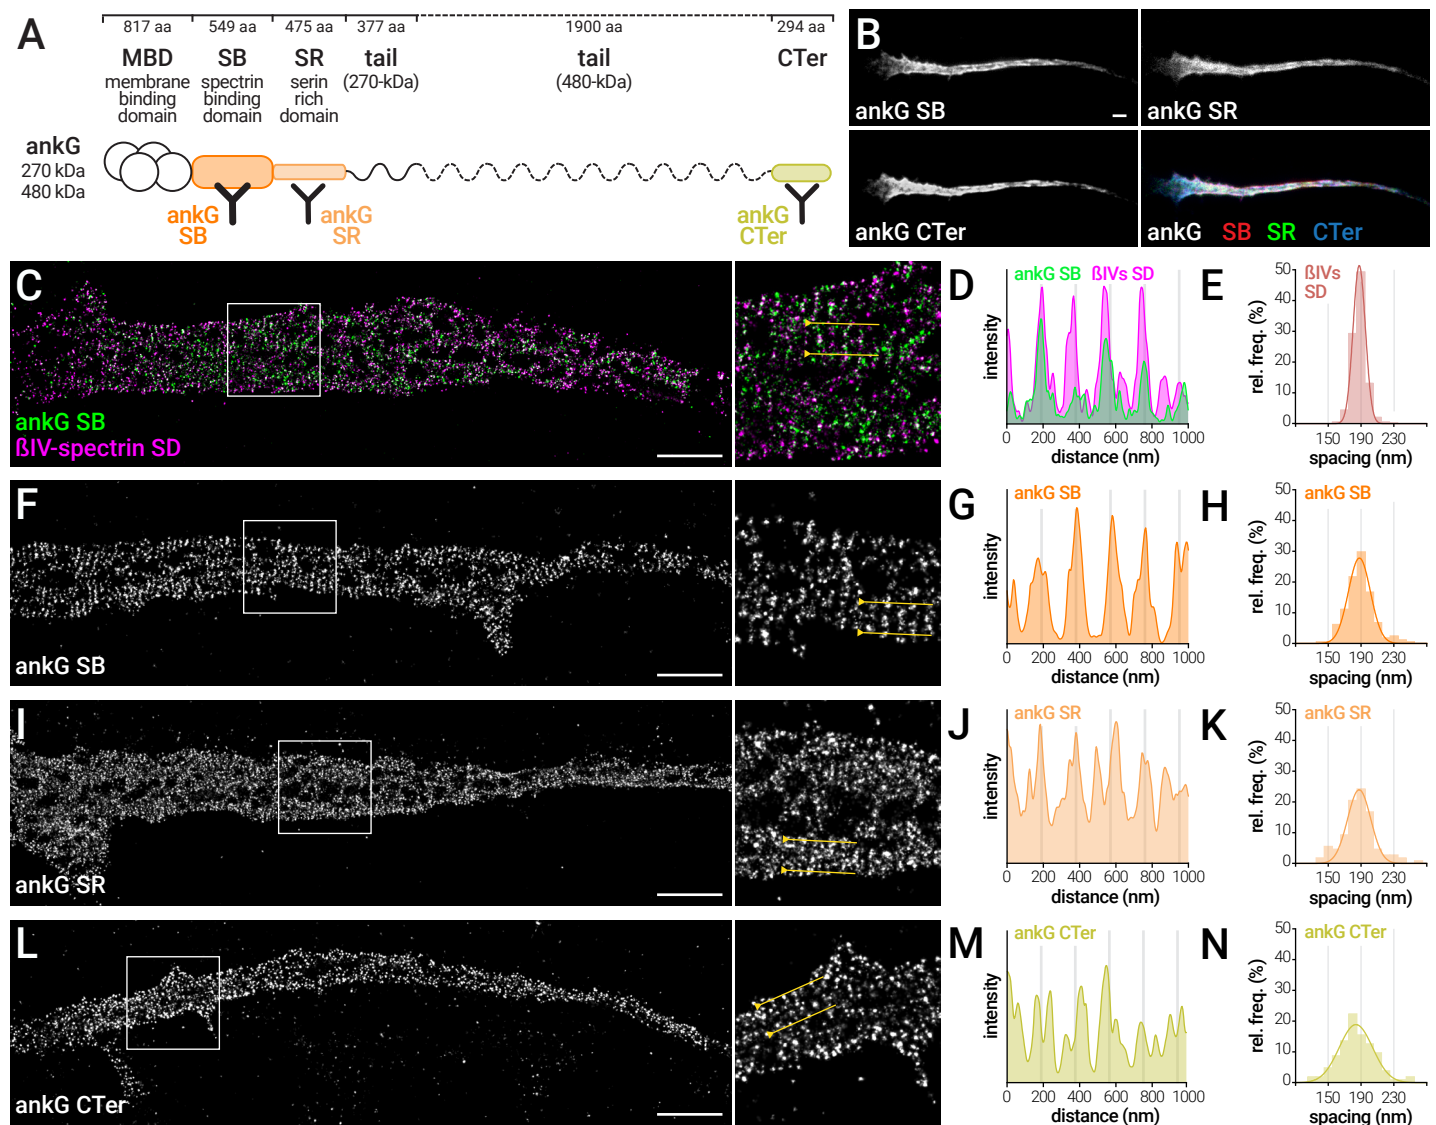 A
817 aa 549 aa 475 aa 377 aa 1900 aa 294 aa
MBD SB SR tail tail CTer
membrane binding domain
spectrin binding domain
serin rich domain
(270-kDa)
(480-kDa)
ankG
270 kDa
480 kDa
ankG
SB
ankG
SR
ankG
CTer
B
ankG SB
ankG SR
ankG CTer
ankG SB SR CTer
C
ankG SB
ßIV-spectrin SD
D
ankG SB ßIVs SD
intensity
0 200 400 600 800 1000
distance (nm)
E
ßIVs
SD
rel. freq. (%)
50
40
30
20
10
0
150 190 230
spacing (nm)
F
ankG SB
G
ankG SB
intensity
0 200 400 600 800 1000
distance (nm)
H
ankG SB
rel. freq. (%)
50
40
30
20
10
0
150 190 230
spacing (nm)
I
ankG SR
J
ankG SR
intensity
0 200 400 600 800 1000
distance (nm)
K
ankG SR
rel. freq. (%)
50
40
30
20
10
0
150 190 230
spacing (nm)
L
ankG CTer
M
ankG CTer
intensity
0 200 400 600 800 1000
distance (nm)
N
ankG CTer
rel. freq. (%)
50
40
30
20
10
0
150 190 230
spacing (nm)